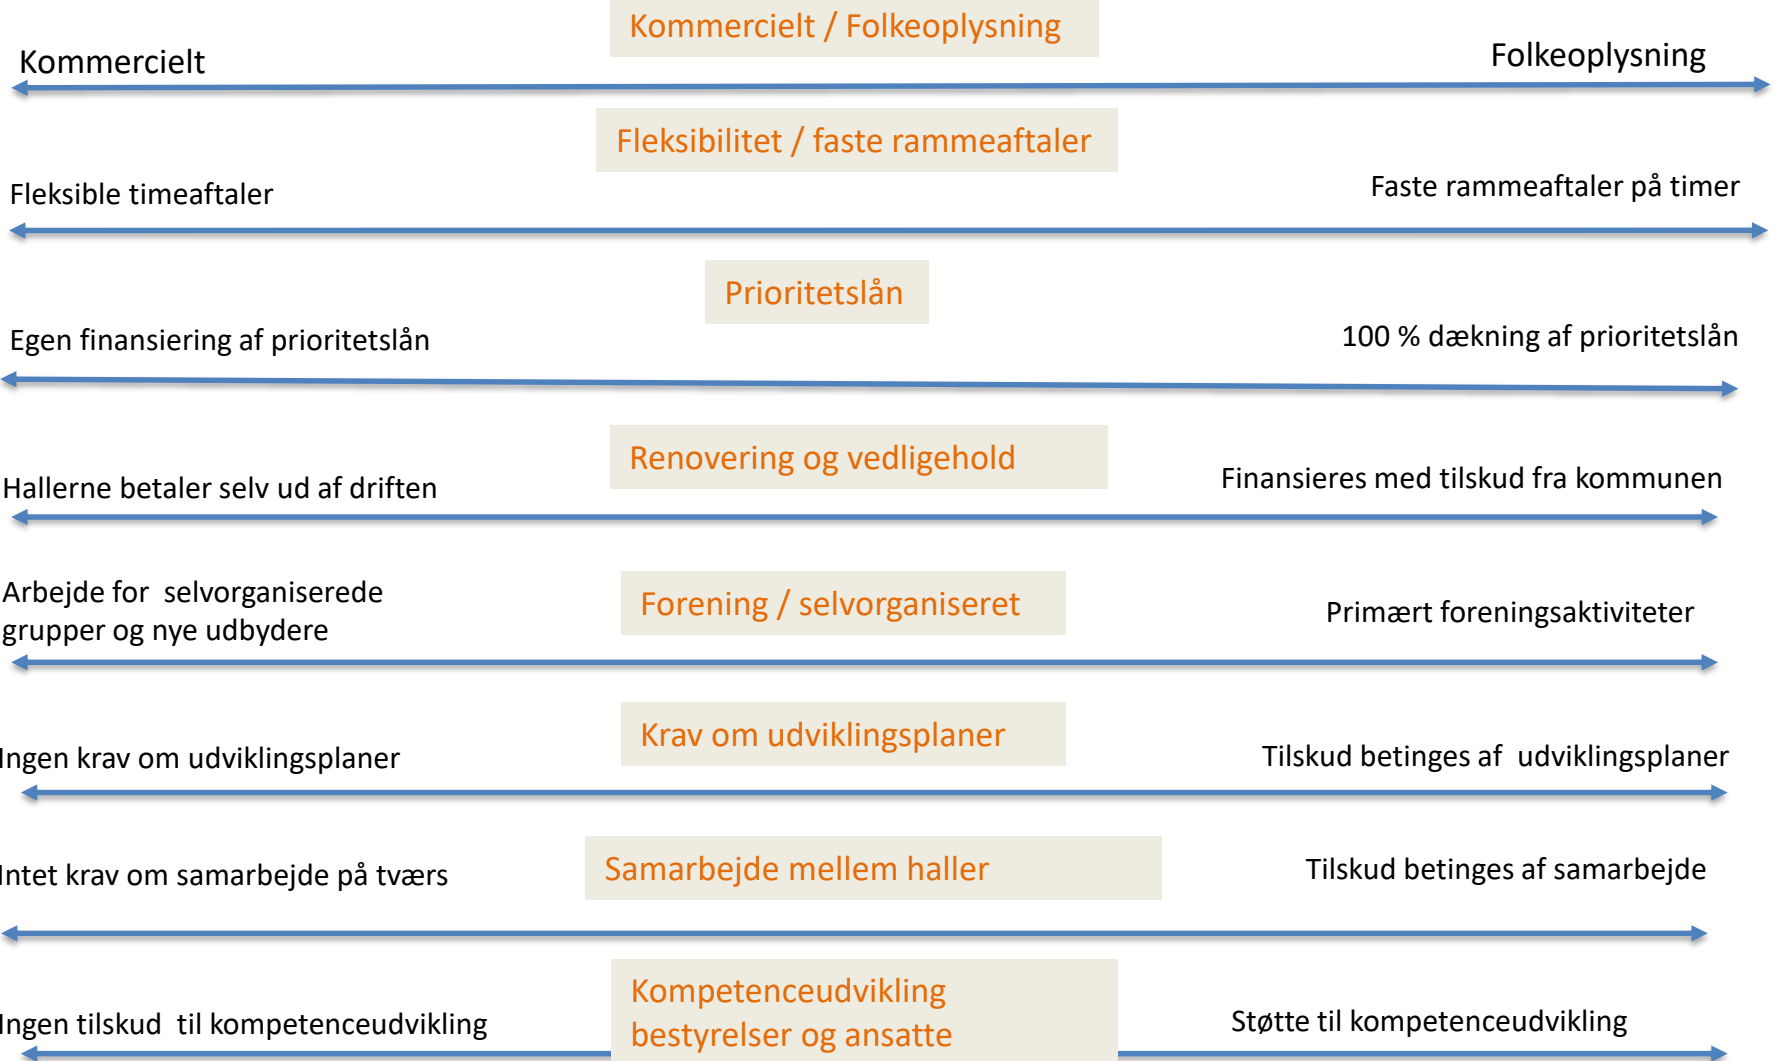 Kommercielt / Folkeoplysning
Kommercielt
Folkeoplysning
Fleksibilitet / faste rammeaftaler
Fleksible timeaftaler
Faste rammeaftaler på timer
Prioritetslån
Egen finansiering af prioritetslån
100 % dækning af prioritetslån
Renovering og vedligehold
Hallerne betaler selv ud af driften
Finansieres med tilskud fra kommunen
Arbejde for selvorganiserede
grupper og nye udbydere
Forening / selvorganiseret
Primært foreningsaktiviteter
Krav om udviklingsplaner
Ingen krav om udviklingsplaner
Tilskud betinges af udviklingsplaner
Samarbejde mellem haller
Intet krav om samarbejde på tværs
Tilskud betinges af samarbejde
Kompetenceudvikling
bestyrelser og ansatte
Ingen tilskud til kompetenceudvikling
Støtte til kompetenceudvikling